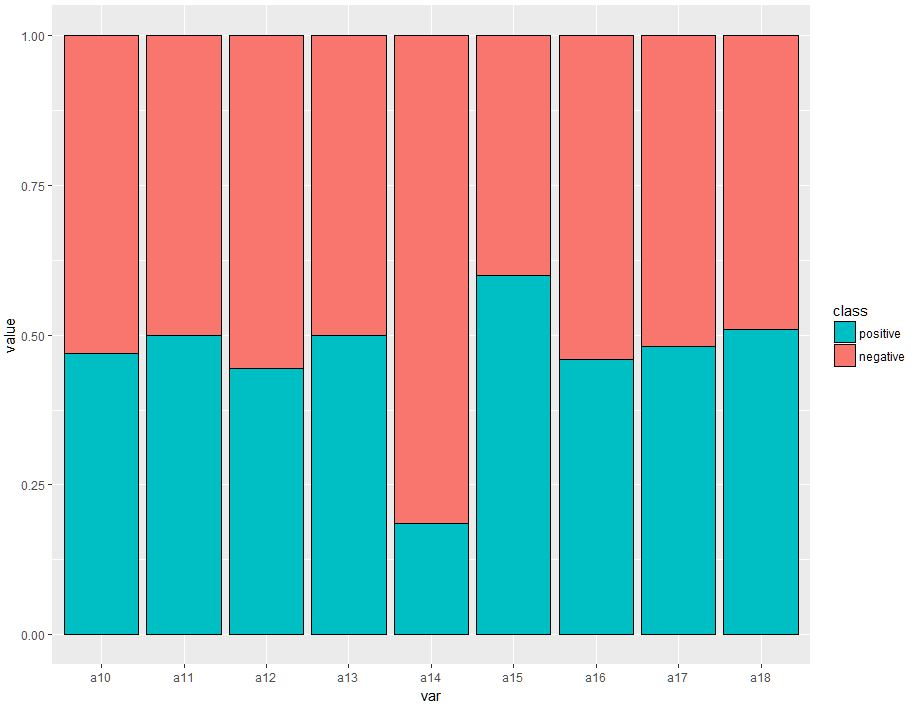 1.00
0.75
0.50
0.25
0.00
value
a10 a11 a12 a13 a14 a15 a16 a17 a18
var
class
positive
negative